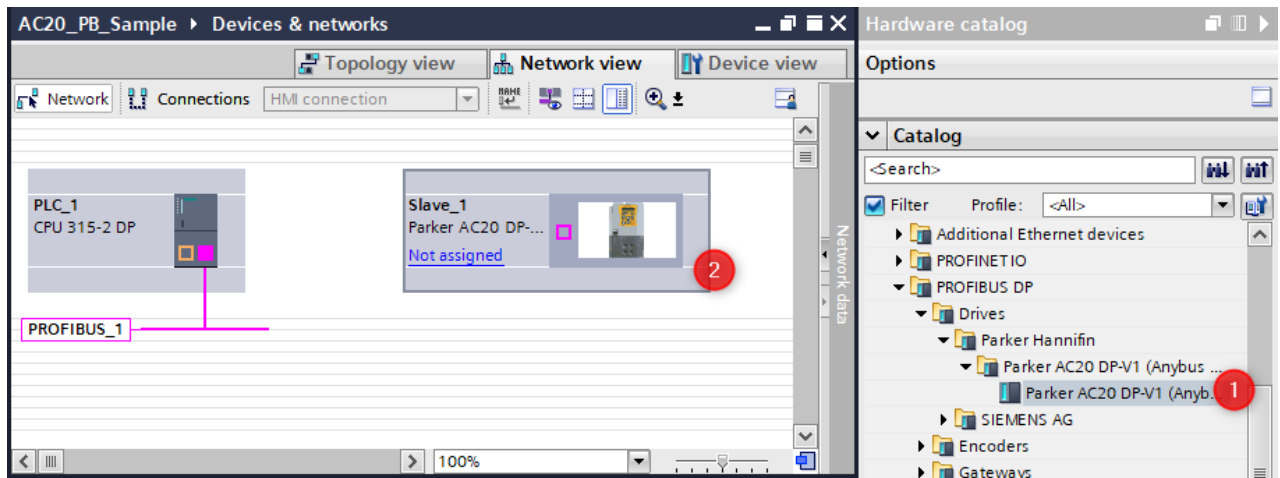 AC20_PB_Sample ▸ Devices & networks
Topology view Network view Device view
Network Connections HMI connection
NAME
PLC_1
CPU 315-2 DP
Slave_1
Parker AC20 DP-...
Not assigned
2
PROFIBUS_1
100%
Network data
Hardware catalog
Options
Catalog
<Search>
Filter Profile: <All>
Additional Ethernet devices
PROFINET IO
PROFIBUS DP
Drives
Parker Hannifin
Parker AC20 DP-V1 (Anybus ...
Parker AC20 DP-V1 (Anyb...
1
SIEMENS AG
Encoders
Gateways